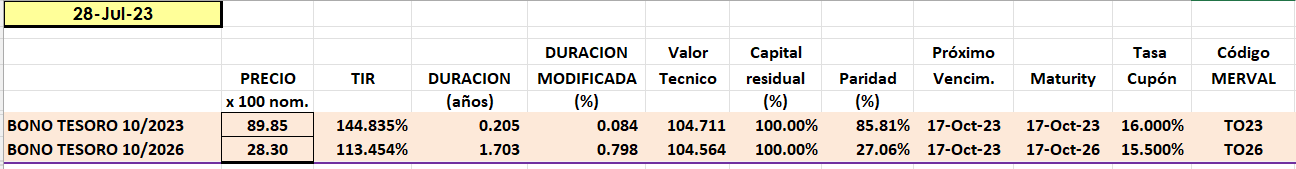 28-Jul-23
DURACION Valor Capital Próximo Tasa Código
PRECIO TIR DURACION MODIFICADA Tecnico residual Paridad Vencim. Maturity Cupón MERVAL
x 100 nom. (años) (%) (%) (%)
BONO TESORO 10/2023 89.85 144.835% 0.205 0.084 104.711 100.00% 85.81% 17-Oct-23 17-Oct-23 16.000% TO23
BONO TESORO 10/2026 28.30 113.454% 1.703 0.798 104.564 100.00% 27.06% 17-Oct-23 17-Oct-26 15.500% TO26